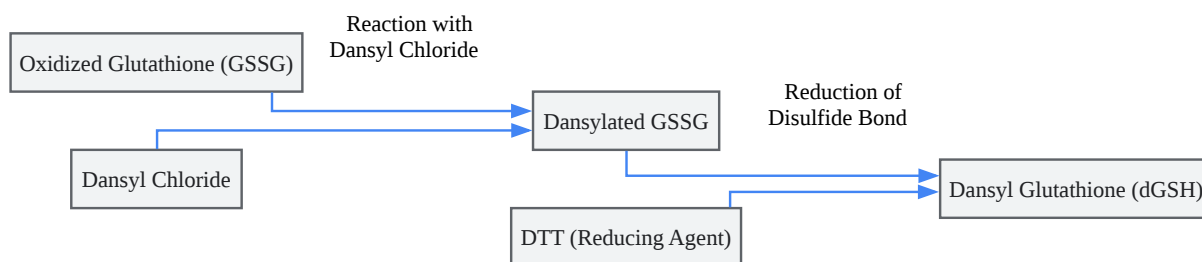 Reaction with
Dansyl Chloride
Oxidized Glutathione (GSSG)
Reduction of
Disulfide Bond
Dansylated GSSG
Dansyl Chloride
Dansyl Glutathione (dGSH)
DTT (Reducing Agent)